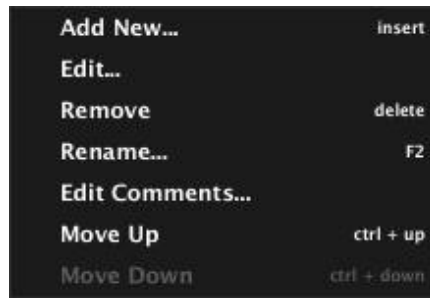 Add New... insert
Edit...
Remove delete
Rename... F2
Edit Comments...
Move Up ctrl + up
Move Down ctrl + down